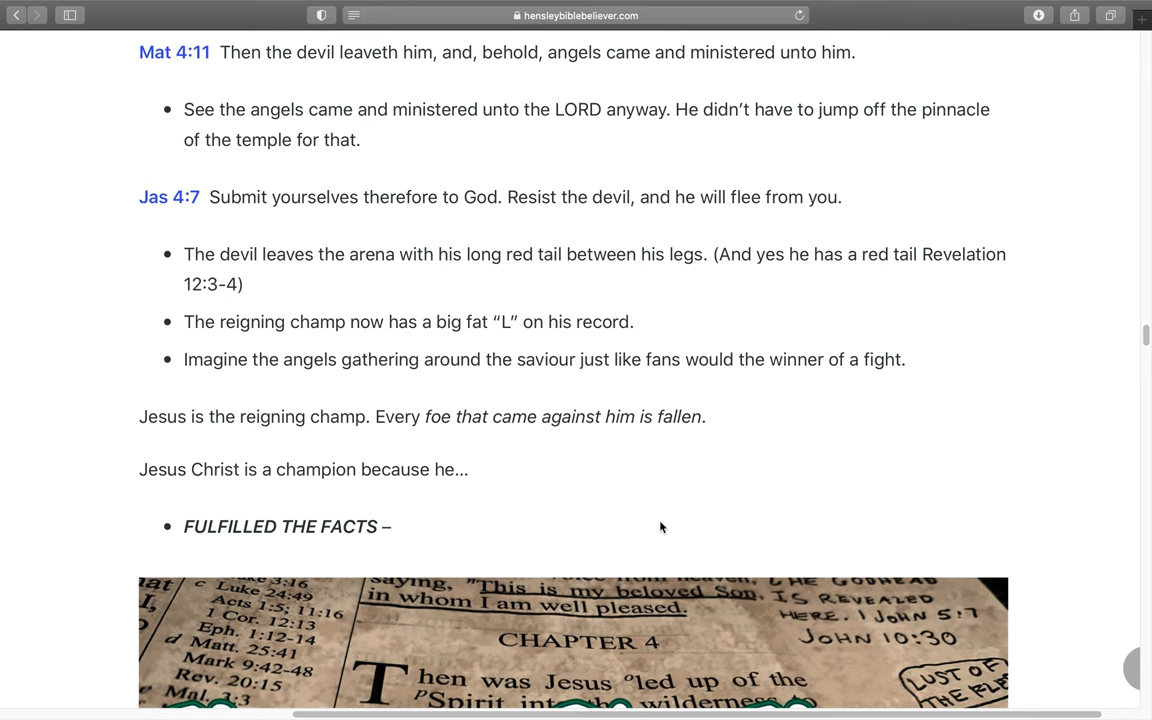 hensleybiblebeliever.com
Mat 4:11 Then the devil leaveth him, and, behold, angels came and ministered unto him.
• See the angels came and ministered unto the LORD anyway. He didn’t have to jump off the pinnacle
of the temple for that.
Jas 4:7 Submit yourselves therefore to God. Resist the devil, and he will flee from you.
• The devil leaves the arena with his long red tail between his legs. (And yes he has a red tail Revelation
12:3-4)
• The reigning champ now has a big fat “L” on his record.
• Imagine the angels gathering around the saviour just like fans would the winner of a fight.
Jesus is the reigning champ. Every foe that came against him is fallen.
Jesus Christ is a champion because he...
• FULFILLED THE FACTS –
c Luke 24:49
Acts 1:5; 11:16
1 Cor. 12:13
Eph. 1:12-14
d Matt. 25:41
Mark 9:42-48
Rev. 20:15
Mal. 3:3
saying, "This is my beloved Son,
in whom I am well pleased.
CHAPTER 4
Then was Jesus °led up of the
ᵖSpirit into the wilderness to
THE GODHEAD
IS REVEALED
HERE. 1 JOHN 5:7
JOHN 10:30
LUST OF
THE